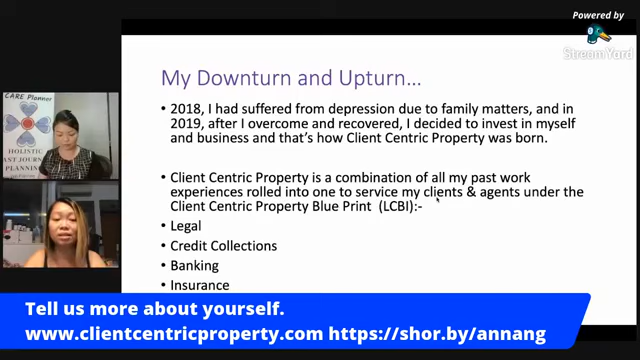 Powered by
StreamYard
My Downturn and Upturn...
2018, I had suffered from depression due to family matters, and in
2019, after I overcome and recovered, I decided to invest in myself
and business and that's how Client Centric Property was born.
Client Centric Property is a combination of all my past work
experiences rolled into one to service my clients & agents under the
Client Centric Property Blue Print (LCBI):-
Legal
Credit Collections
Banking
Insurance
CARE Planner
HOLISTIC
LAST JOURNEY
PLANNING
Tell us more about yourself.
www.clientcentricproperty.com https://shor.by/annang